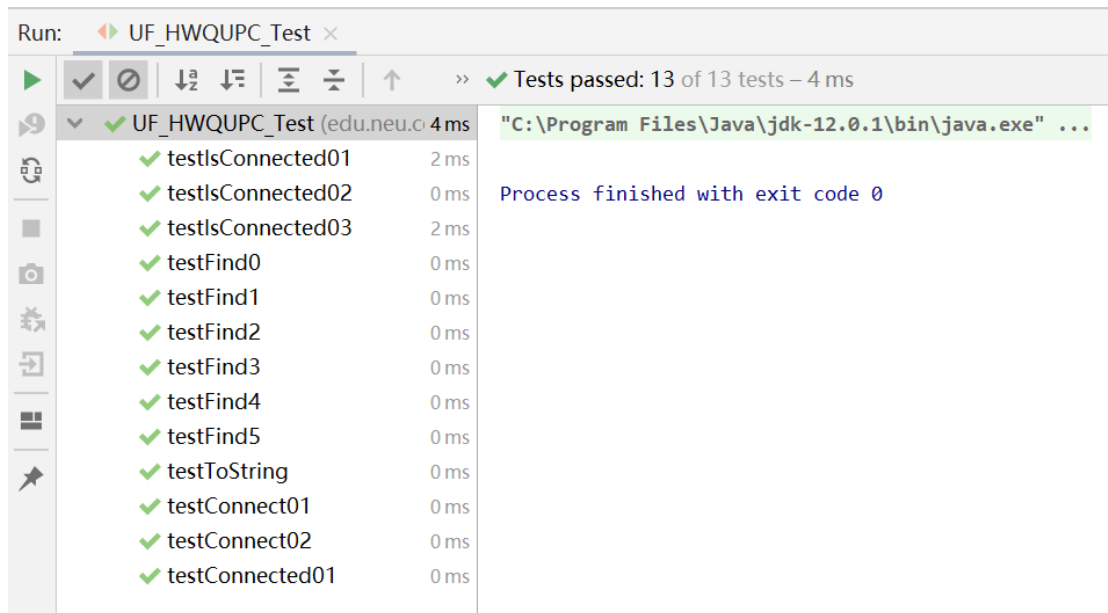 Run: UF_HWQUPC_Test ×
» Tests passed: 13 of 13 tests – 4 ms
UF_HWQUPC_Test (edu.neu.c 4 ms
testIsConnected01 2 ms
testIsConnected02 0 ms
testIsConnected03 2 ms
testFind0 0 ms
testFind1 0 ms
testFind2 0 ms
testFind3 0 ms
testFind4 0 ms
testFind5 0 ms
testToString 0 ms
testConnect01 0 ms
testConnect02 0 ms
testConnected01 0 ms
"C:\Program Files\Java\jdk-12.0.1\bin\java.exe" ...
Process finished with exit code 0